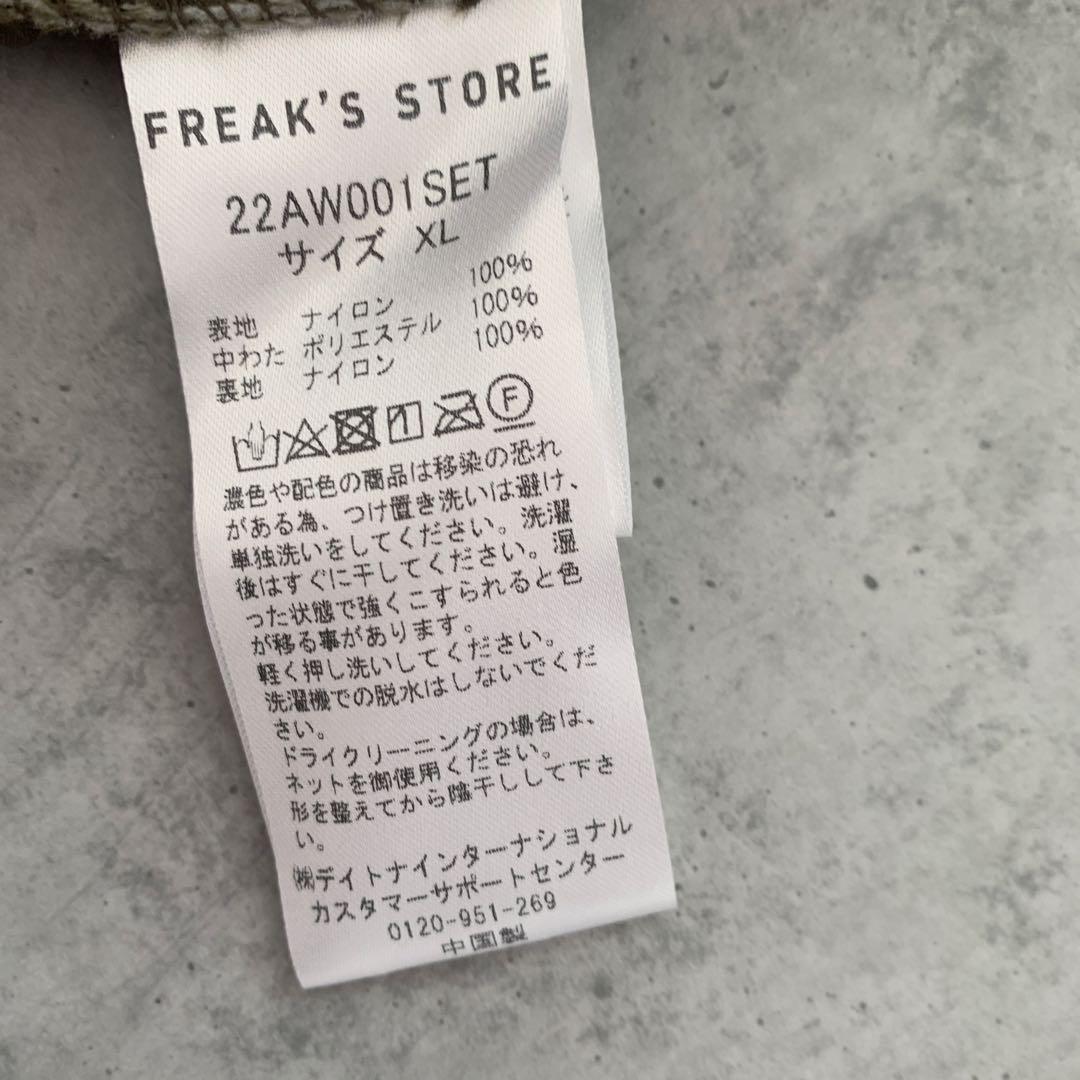 FREAK'S STORE
22AW001SET
サイズ XL
表地 ナイロン 100%
中わた ポリエステル 100%
裏地 ナイロン 100%
F
濃色や配色の商品は移染の恐れ
がある為、つけ置き洗いは避け、
単独洗いをしてください。洗濯
後はすぐに干してください。湿
った状態で強くこすられると色
が移る事があります。
軽く押し洗いしてください。
洗濯機での脱水はしないでくだ
さい。
ドライクリーニングの場合は、
ネットを御使用ください。
形を整えてから陰干しして下さ
い。
㈱デイトナインターナショナル
カスタマーサポートセンター
0120-951-269
中国製